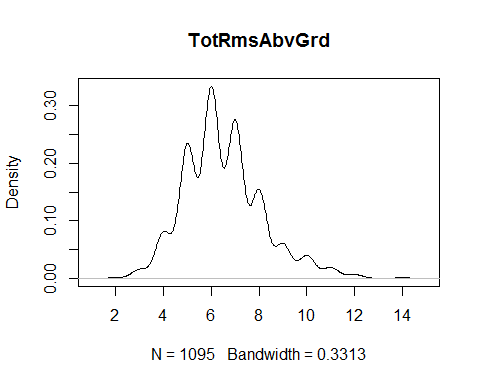 TotRmsAbvGrd
Density
0.00 0.10 0.20 0.30
2 4 6 8 10 12 14
N = 1095 Bandwidth = 0.3313